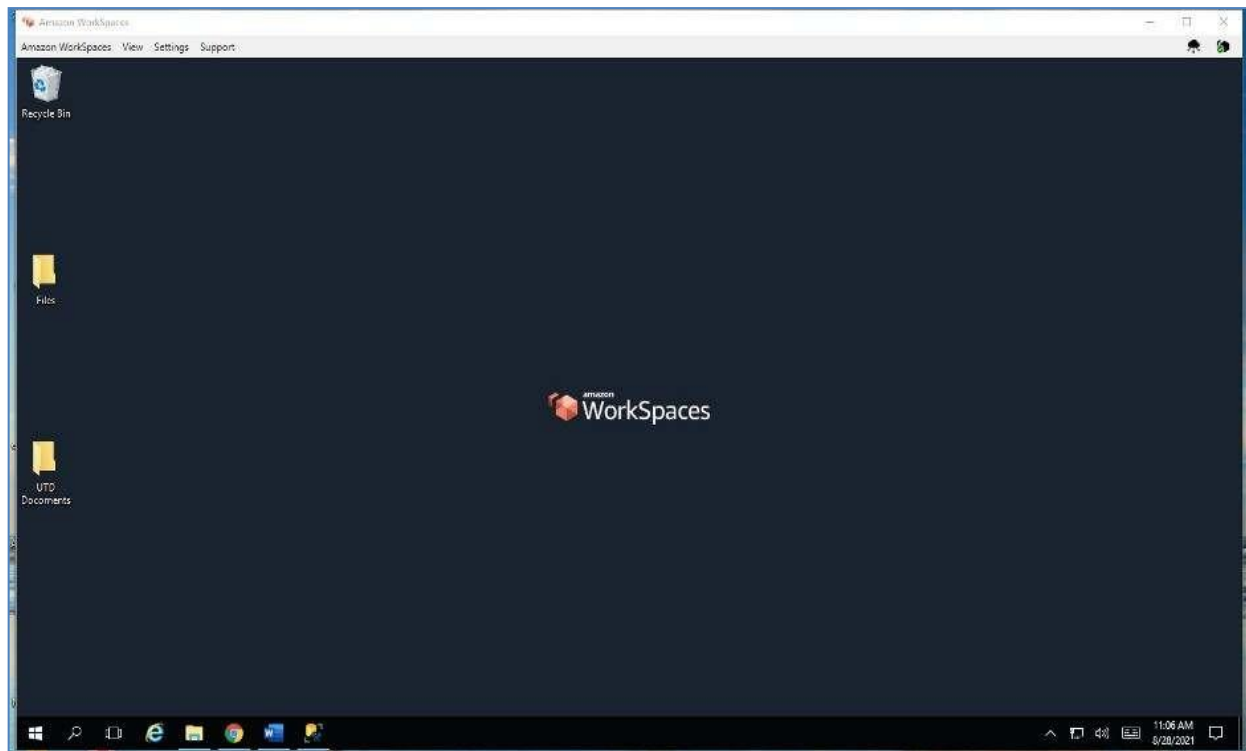 Amazon WorkSpaces
Amazon WorkSpaces View Settings Support
Recycle Bin
Files
UTD
Documents
amazon
WorkSpaces
11:06 AM
8/28/2021